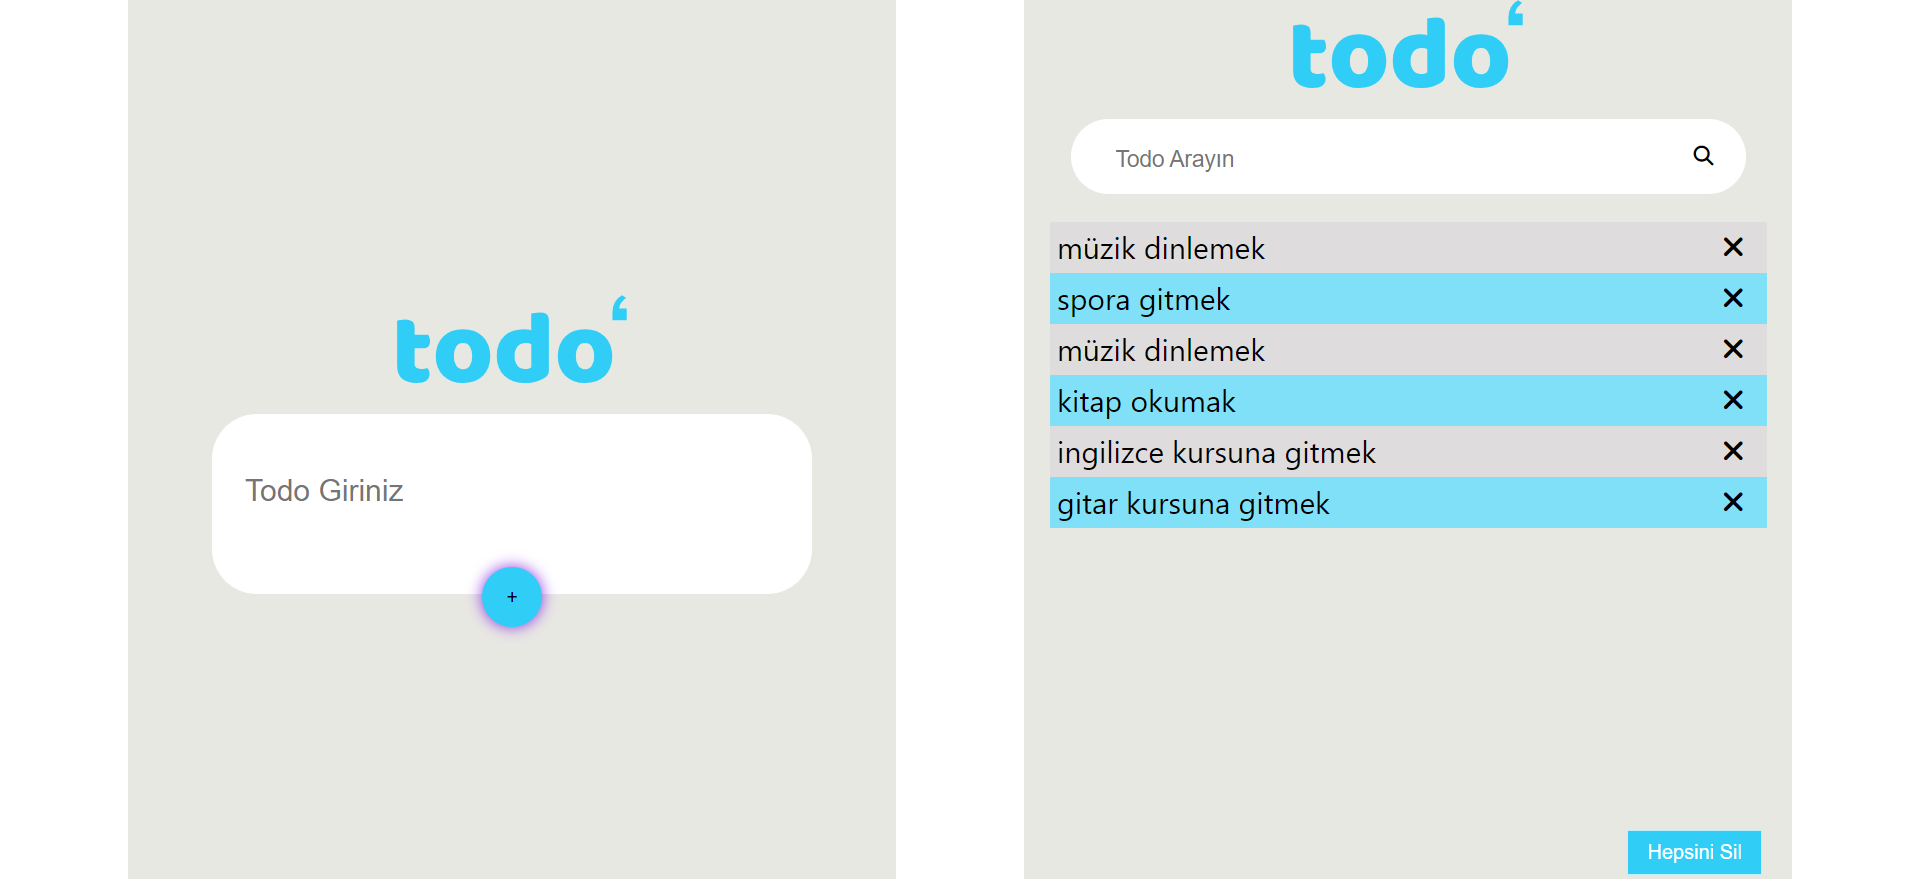 todo‘
Todo Giriniz
+
todo‘
Todo Arayın
müzik dinlemek
spora gitmek
müzik dinlemek
kitap okumak
ingilizce kursuna gitmek
gitar kursuna gitmek
Hepsini Sil